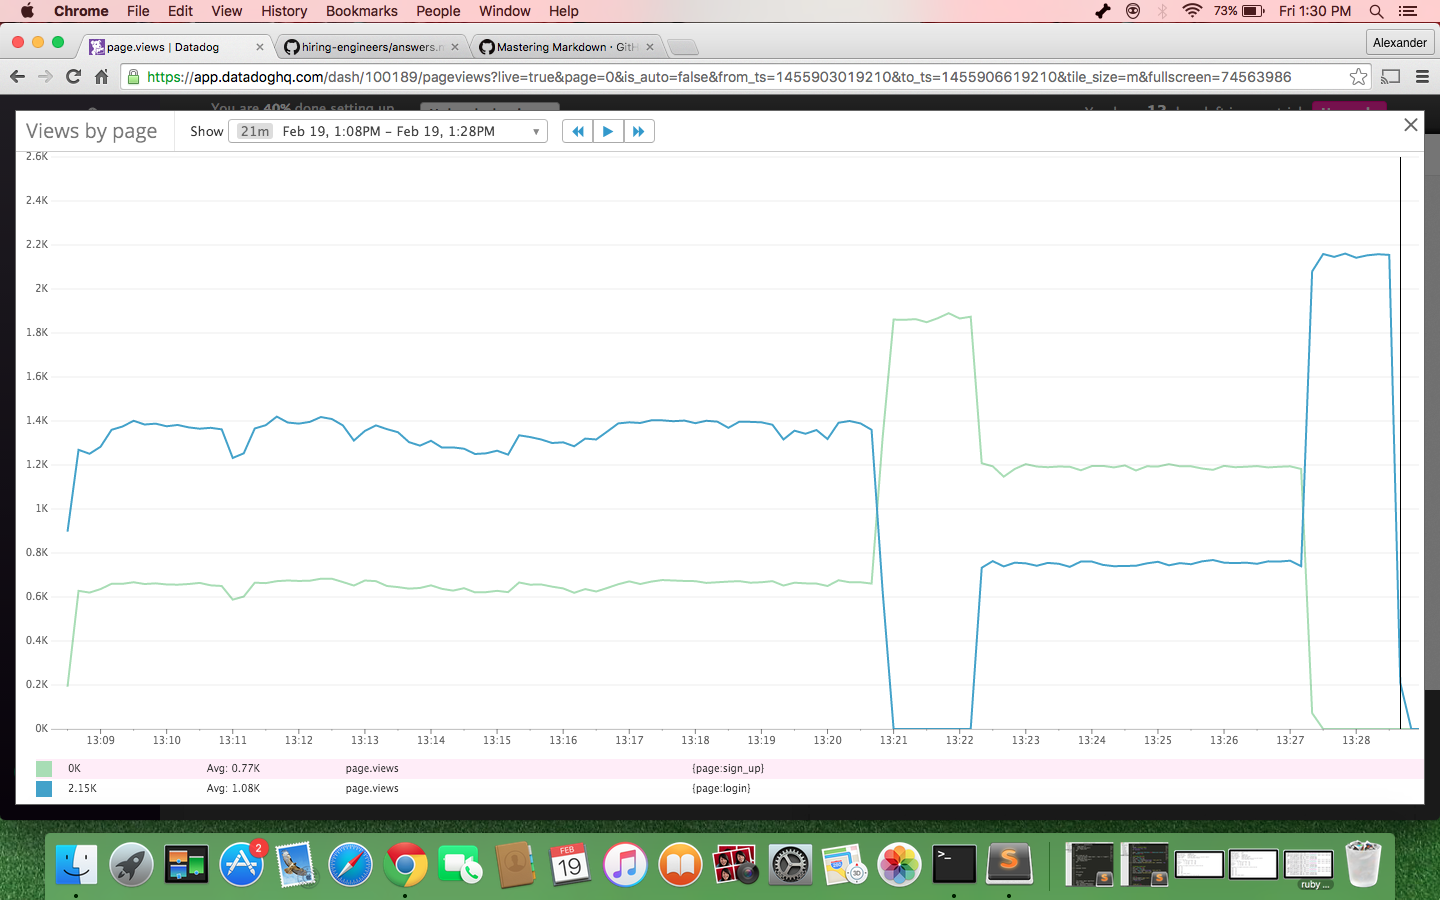 Chrome File Edit View History Bookmarks People Window Help 73% Fri 1:30 PM
page.views | Datadog hiring-engineers/answers.m Mastering Markdown · GitH Alexander
https://app.datadoghq.com/dash/100189/pageviews?live=true&page=0&is_auto=false&from_ts=1455903019210&to_ts=1455906619210&tile_size=m&fullscreen=74563986
You are 40% done setting up
Views by page Show 21m Feb 19, 1:08PM – Feb 19, 1:28PM
2.6K
2.4K
2.2K
2K
1.8K
1.6K
1.4K
1.2K
1K
0.8K
0.6K
0.4K
0.2K
0K
13:09 13:10 13:11 13:12 13:13 13:14 13:15 13:16 13:17 13:18 13:19 13:20 13:21 13:22 13:23 13:24 13:25 13:26 13:27 13:28
0K Avg: 0.77K page.views {page:sign_up}
2.15K Avg: 1.08K page.views {page:login}
2
FEB
19
3D
>_
S
ruby ...